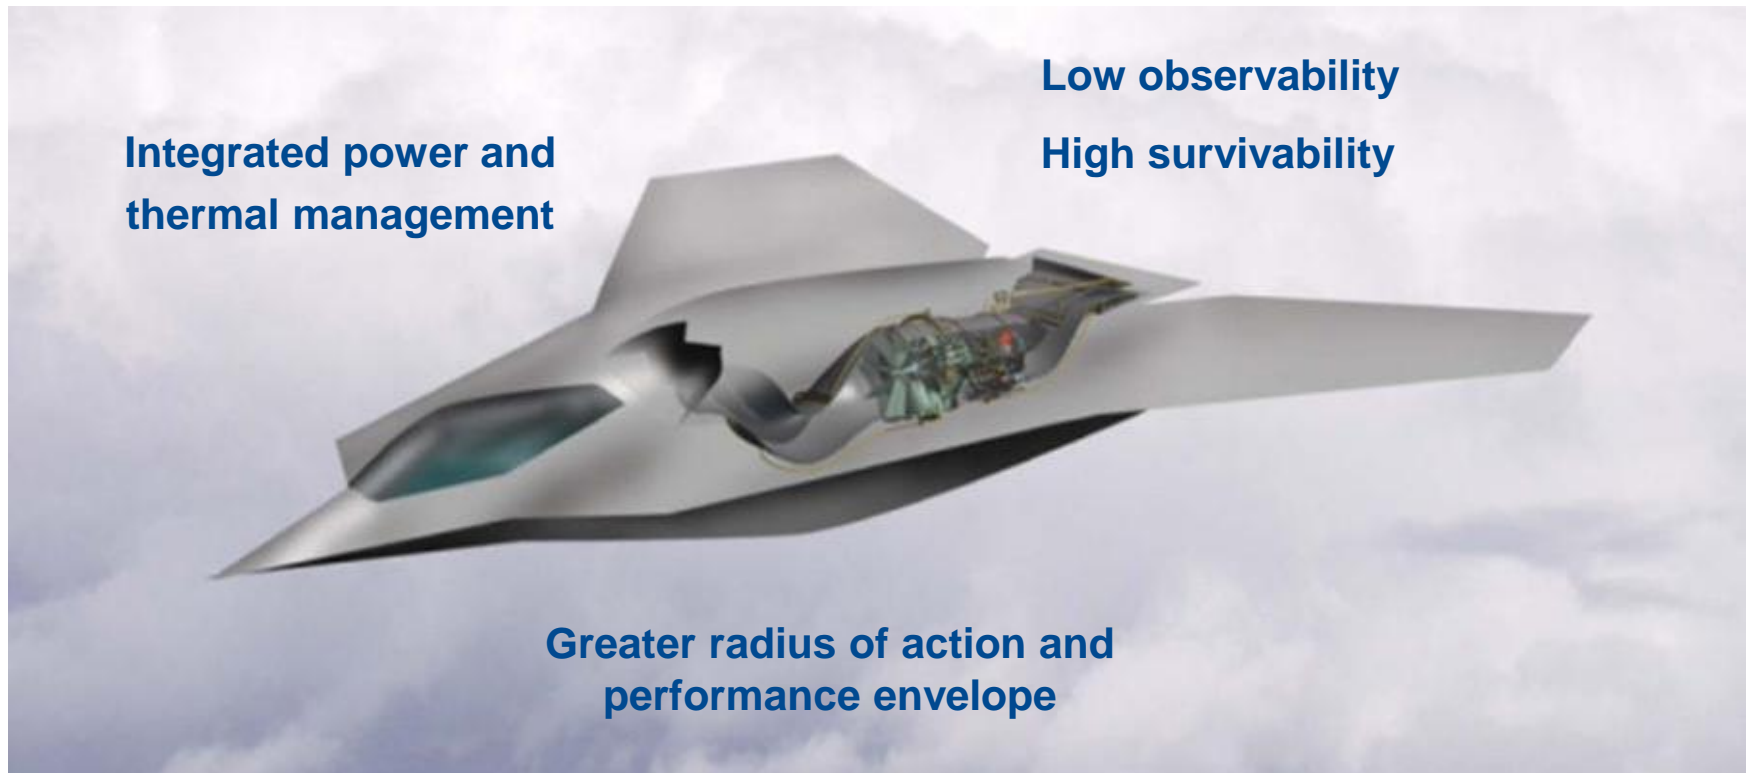 Low observability
High survivability
Integrated power and
thermal management
Greater radius of action and
performance envelope